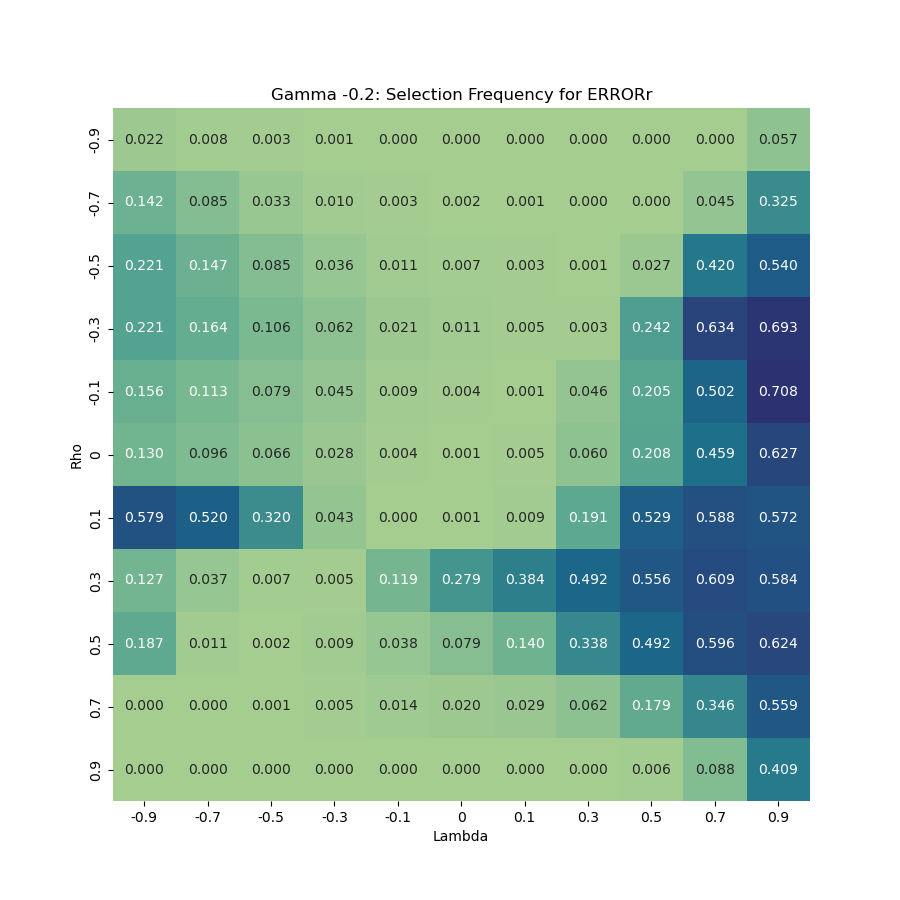 Gamma -0.2: Selection Frequency for ERRORr
-0.9 0.022 0.008 0.003 0.001 0.000 0.000 0.000 0.000 0.000 0.000 0.057
-0.7 0.142 0.085 0.033 0.010 0.003 0.002 0.001 0.000 0.000 0.045 0.325
-0.5 0.221 0.147 0.085 0.036 0.011 0.007 0.003 0.001 0.027 0.420 0.540
-0.3 0.221 0.164 0.106 0.062 0.021 0.011 0.005 0.003 0.242 0.634 0.693
-0.1 0.156 0.113 0.079 0.045 0.009 0.004 0.001 0.046 0.205 0.502 0.708
Rho
0 0.130 0.096 0.066 0.028 0.004 0.001 0.005 0.060 0.208 0.459 0.627
0.1 0.579 0.520 0.320 0.043 0.000 0.001 0.009 0.191 0.529 0.588 0.572
0.3 0.127 0.037 0.007 0.005 0.119 0.279 0.384 0.492 0.556 0.609 0.584
0.5 0.187 0.011 0.002 0.009 0.038 0.079 0.140 0.338 0.492 0.596 0.624
0.7 0.000 0.000 0.001 0.005 0.014 0.020 0.029 0.062 0.179 0.346 0.559
0.9 0.000 0.000 0.000 0.000 0.000 0.000 0.000 0.000 0.006 0.088 0.409
-0.9 -0.7 -0.5 -0.3 -0.1 0 0.1 0.3 0.5 0.7 0.9
Lambda